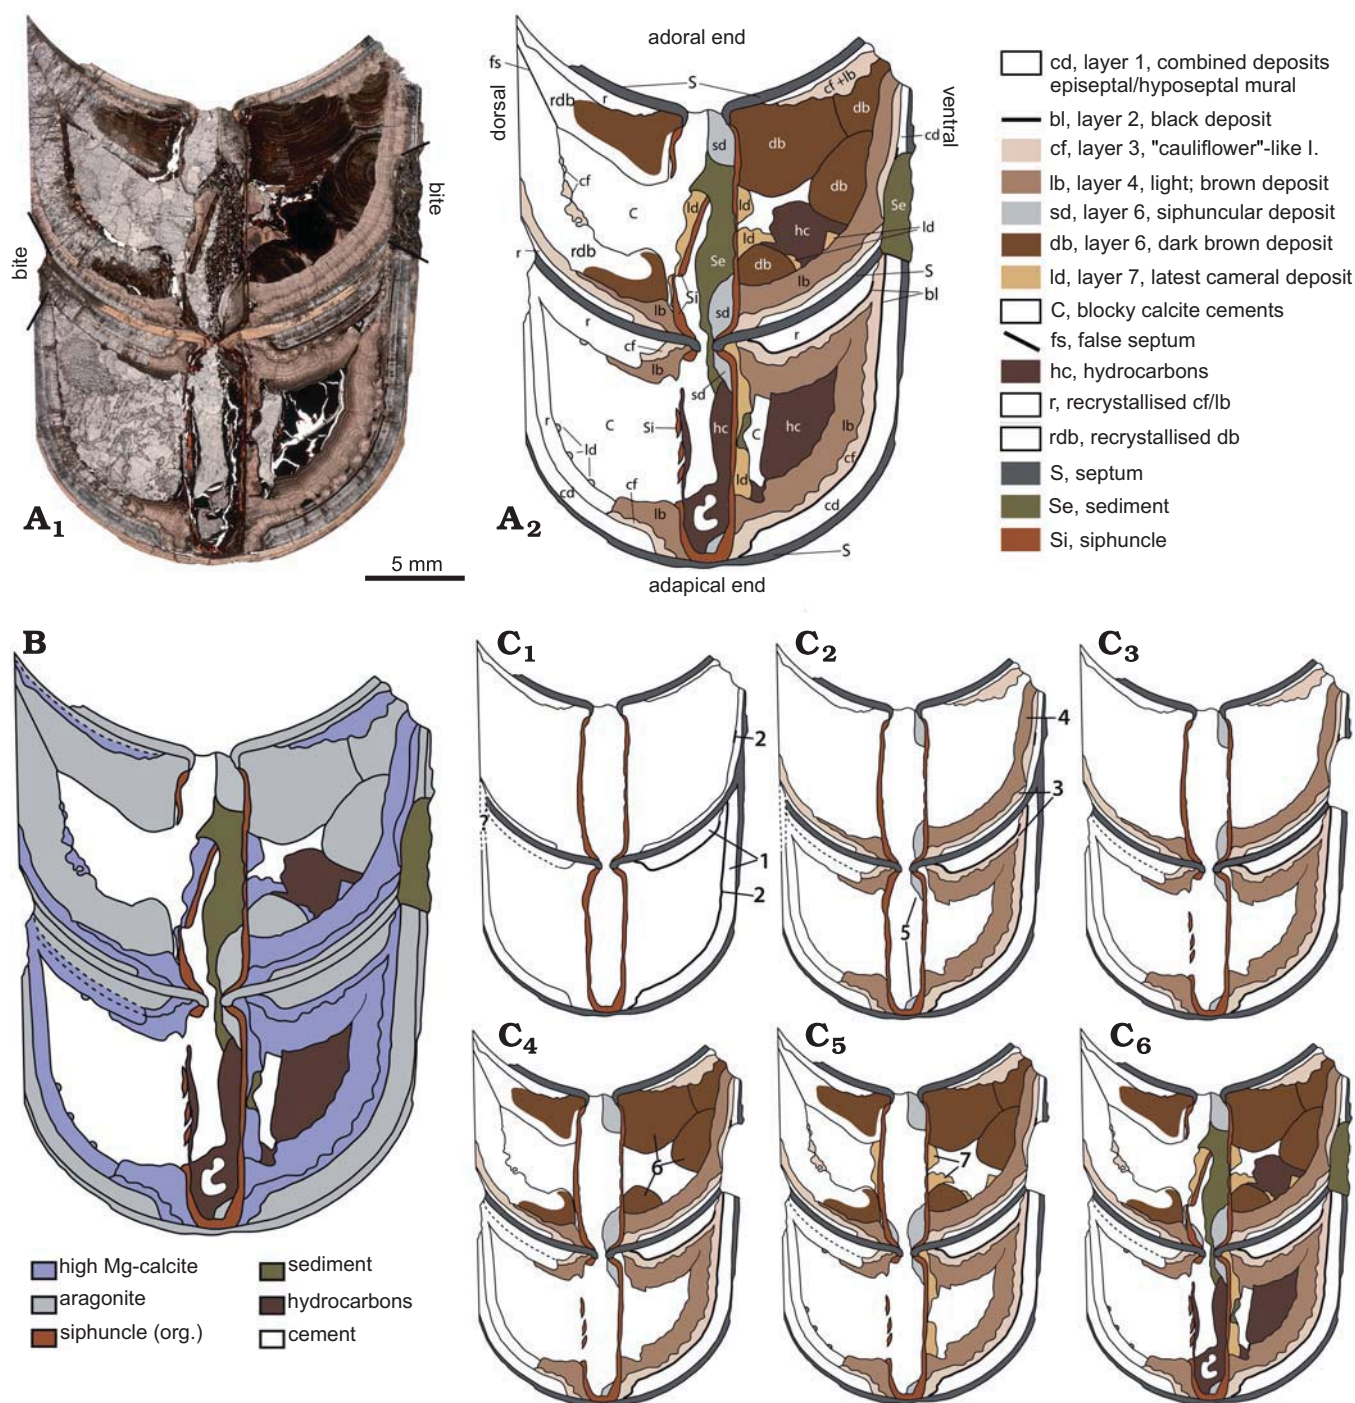 adoral end
fs
S
r
rdb
cf+lb
db
db
dorsal
ventral
cd
sd
db
cf
C
ld
ld
Se
hc
ld
ld
rdb
Se
db
r
Si
lb
S
lb
sd
bl
r
r
cf
lb
sd
C
Si
hc
C
hc
lb
r
ld
cf
ld
cf
cd
lb
cd
S
adapical end
bite
bite
A1
A2
5 mm
cd, layer 1, combined deposits
episeptal/hyposeptal mural
bl, layer 2, black deposit
cf, layer 3, "cauliflower"-like l.
lb, layer 4, light; brown deposit
sd, layer 6, siphuncular deposit
db, layer 6, dark brown deposit
ld, layer 7, latest cameral deposit
C, blocky calcite cements
fs, false septum
hc, hydrocarbons
r, recrystallised cf/lb
rdb, recrystallised db
S, septum
Se, sediment
Si, siphuncle
B
high Mg-calcite
aragonite
siphuncle (org.)
sediment
hydrocarbons
cement
C1
2
?
1
2
C2
4
3
5
C3
C4
6
C5
7
C6